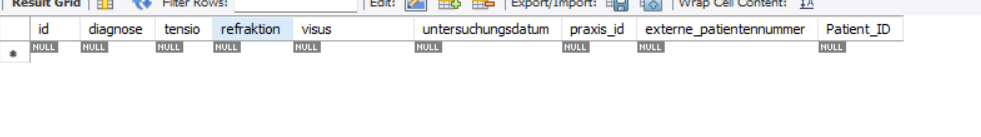 Result Grid Filter Rows: Edit: Export/Import: Wrap Cell Content: IA
id diagnose tensio refraktion visus untersuchungsdatum praxis_id externe_patientennummer Patient_ID
NULL NULL NULL NULL NULL NULL NULL NULL NULL